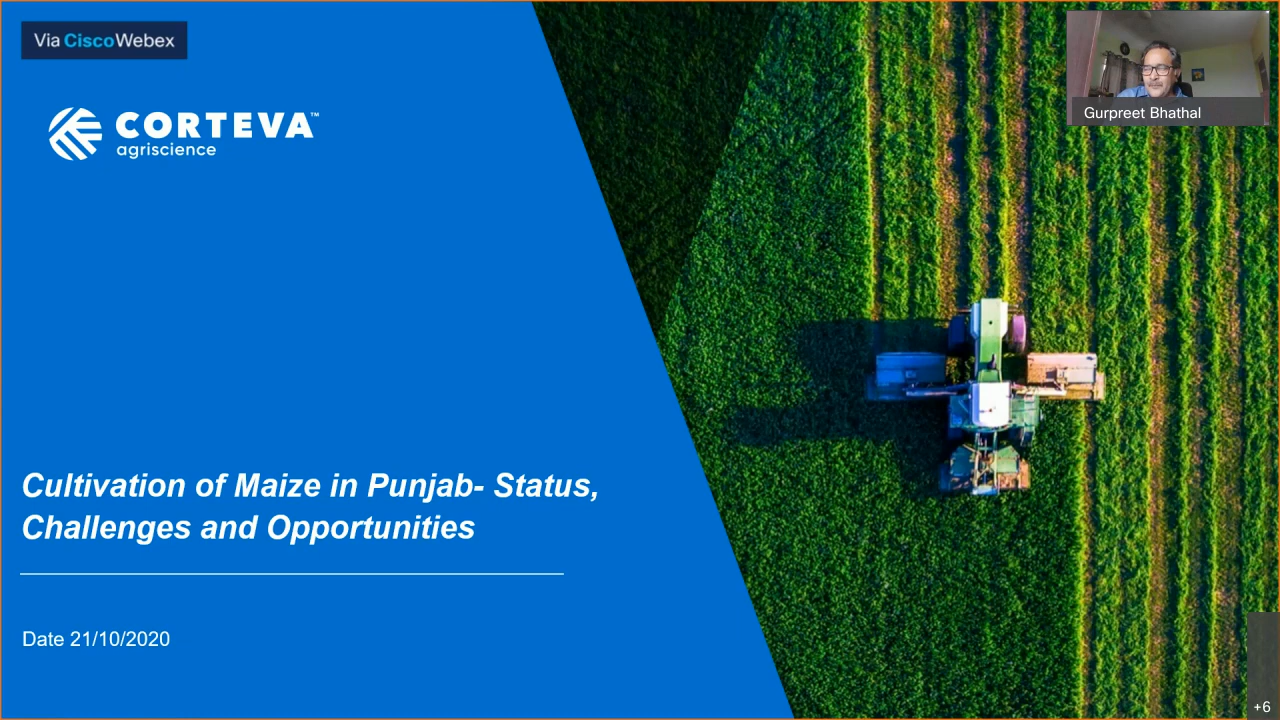 Via CiscoWebex
CORTEVA™
agriscience
Gurpreet Bhathal
Cultivation of Maize in Punjab- Status,
Challenges and Opportunities
Date 21/10/2020
+6